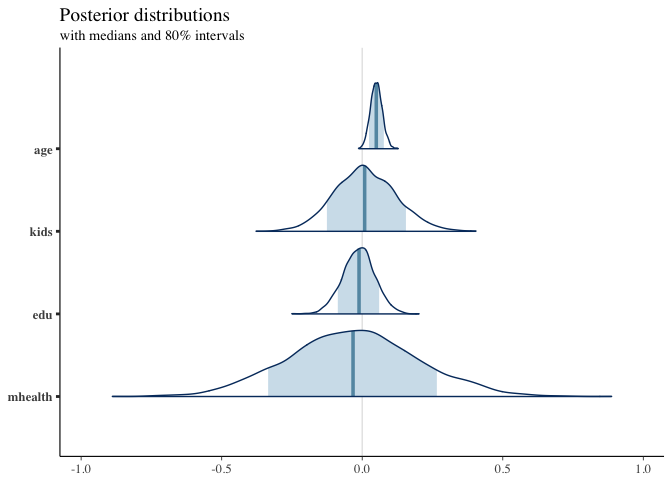 Posterior distributions
with medians and 80% intervals
age
kids
edu
mhealth
-1.0 -0.5 0.0 0.5 1.0